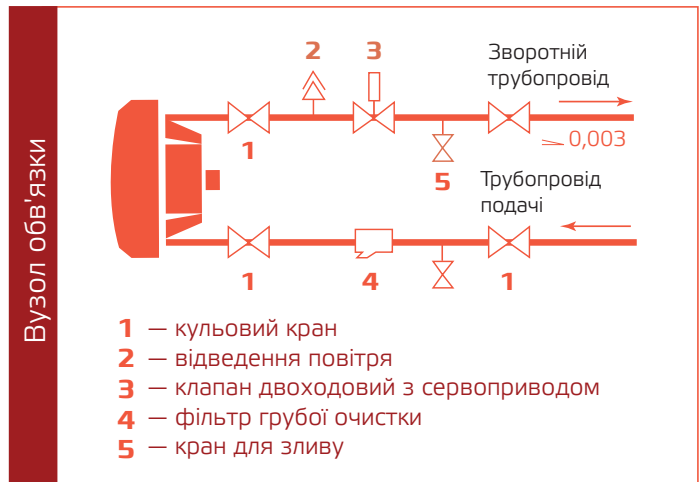 Вузол обв'язки
2
3
Зворотній
трубопровід
1
5
0,003
Трубопровід
подачі
1
4
1
1 — кульовий кран
2 — відведення повітря
3 — клапан двоходовий з сервоприводом
4 — фільтр грубої очистки
5 — кран для зливу